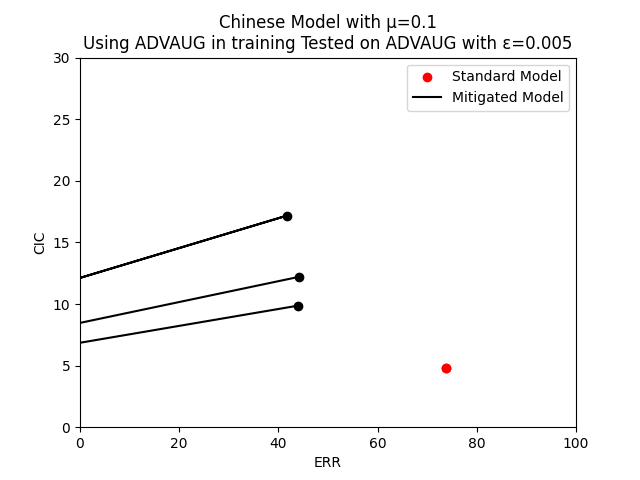 Chinese Model with μ=0.1
Using ADVAUG in training Tested on ADVAUG with ε=0.005
Standard Model
Mitigated Model
30
25
20
15
10
5
0
CIC
0 20 40 60 80 100
ERR